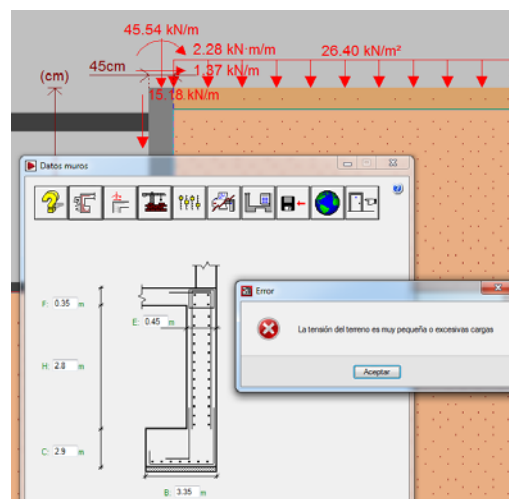 45.54 kN/m
2.28 kN·m/m
26.40 kN/m²
45cm
1.37 kN/m
(cm)
15.18 kN/m
Datos muros
Error
F: 0.35 m
E: 0.45 m
La tensión del terreno es muy pequeña o excesivas cargas
H: 2.8 m
Aceptar
C: 2.9 m
B: 3.35 m